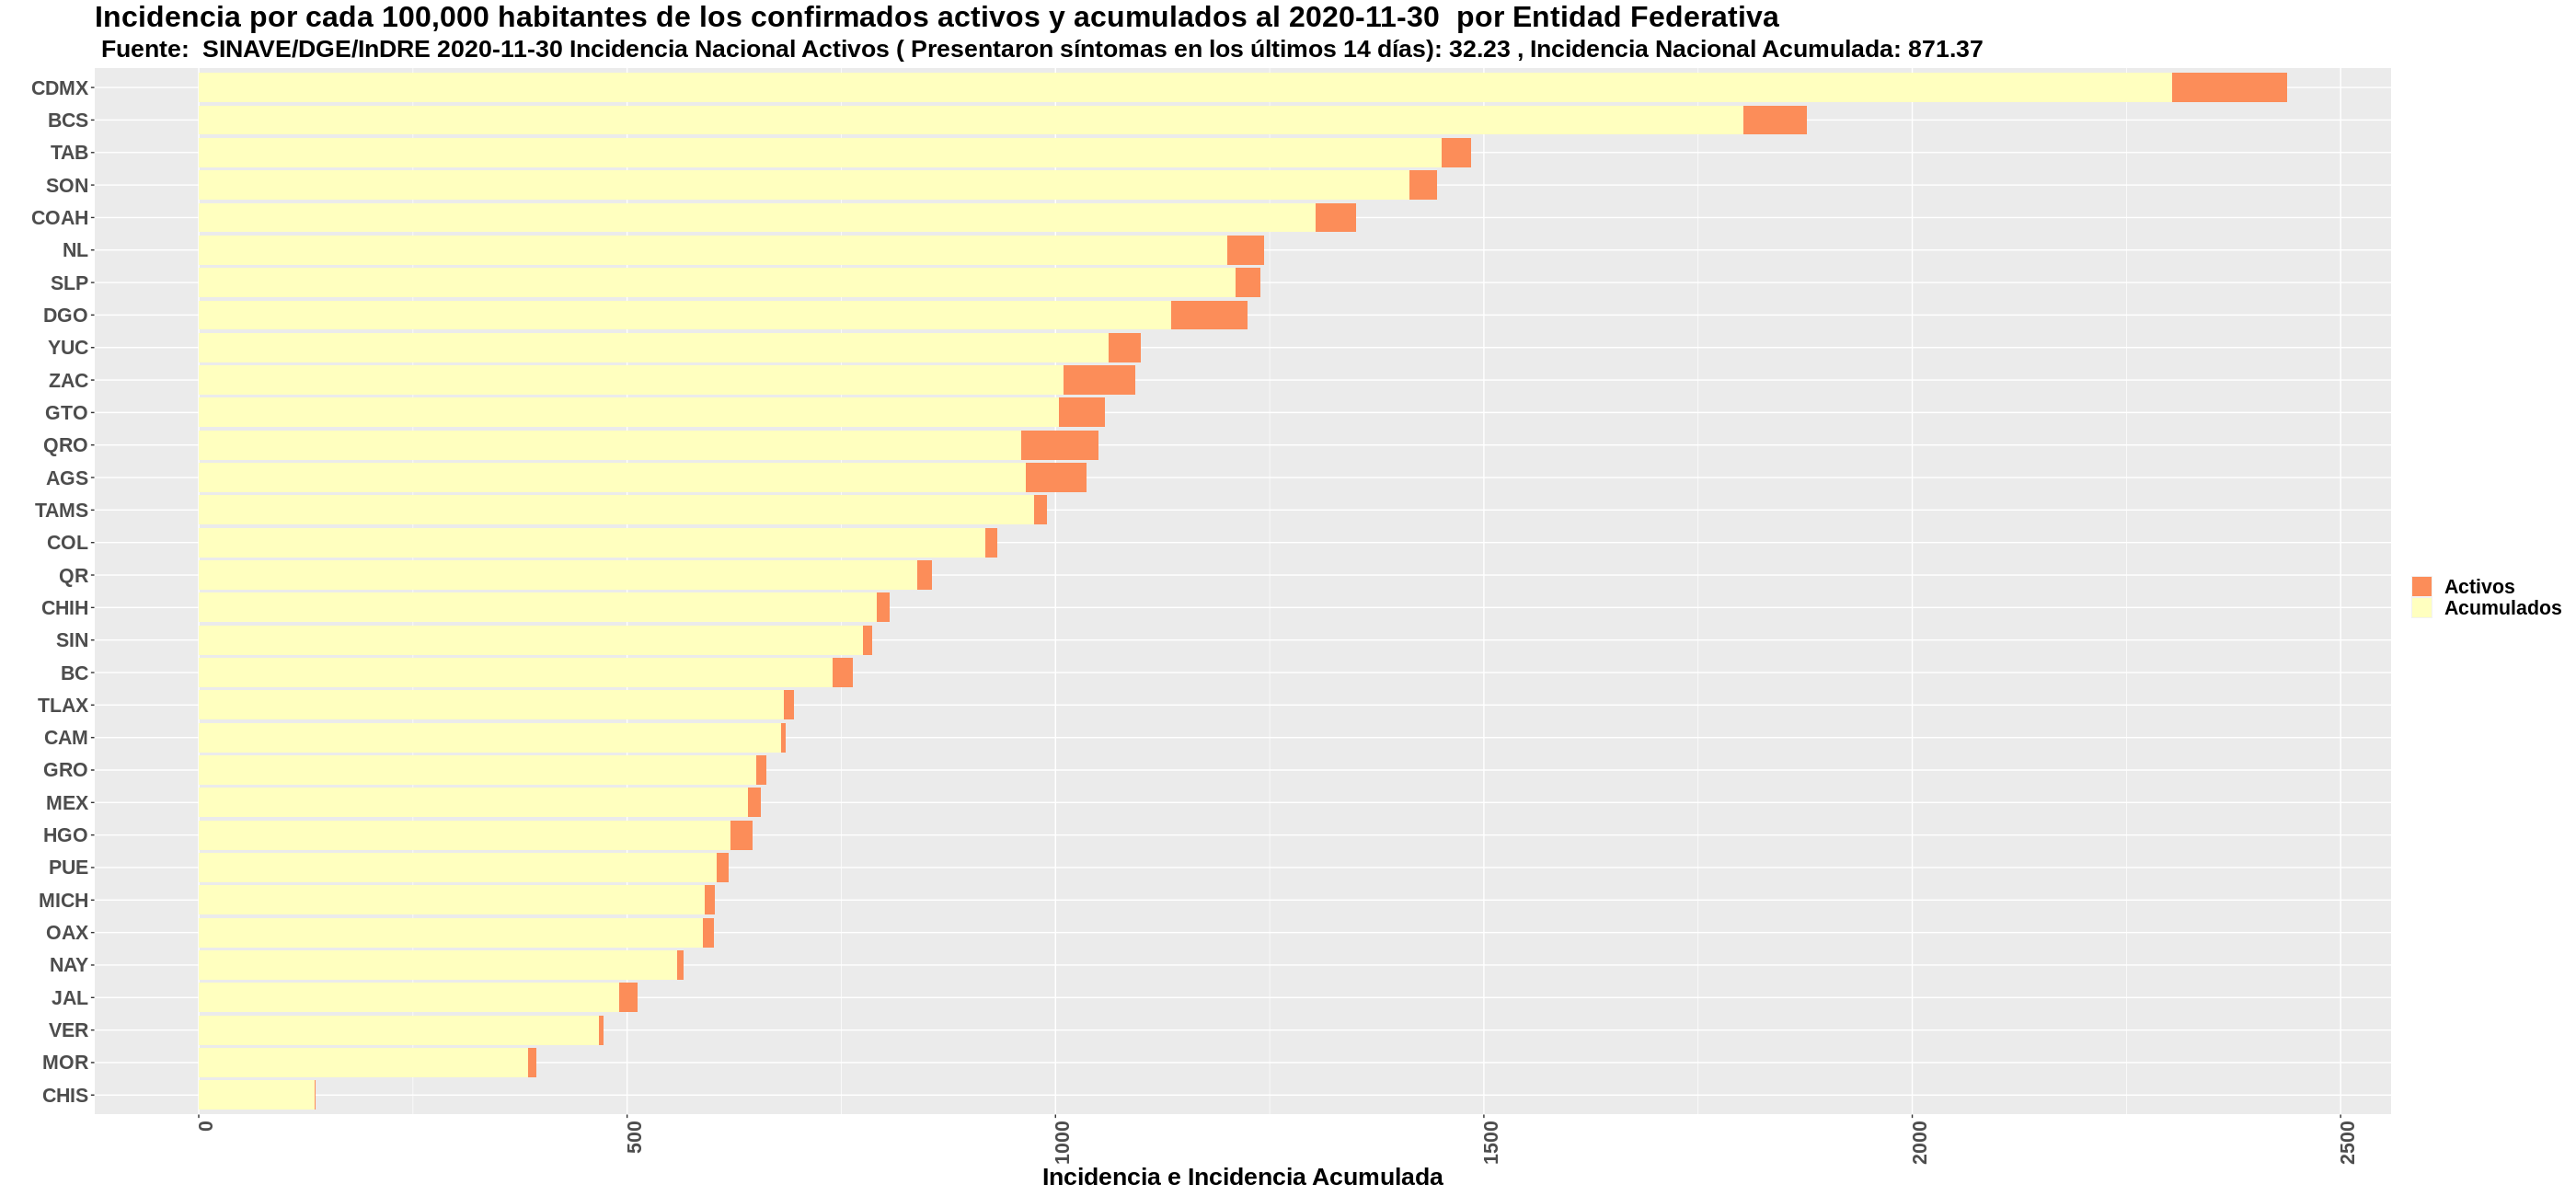 Incidencia por cada 100,000 habitantes de los confirmados activos y acumulados al 2020-11-30  por Entidad Federativa
Fuente:  SINAVE/DGE/InDRE 2020-11-30 Incidencia Nacional Activos ( Presentaron síntomas en los últimos 14 días): 32.23 , Incidencia Nacional Acumulada: 871.37
CDMX
BCS
TAB
SON
COAH
NL
SLP
DGO
YUC
ZAC
GTO
QRO
AGS
TAMS
COL
QR
CHIH
SIN
BC
TLAX
CAM
GRO
MEX
HGO
PUE
MICH
OAX
NAY
JAL
VER
MOR
CHIS
0
500
1000
1500
2000
2500
Incidencia e Incidencia Acumulada
Activos
Acumulados